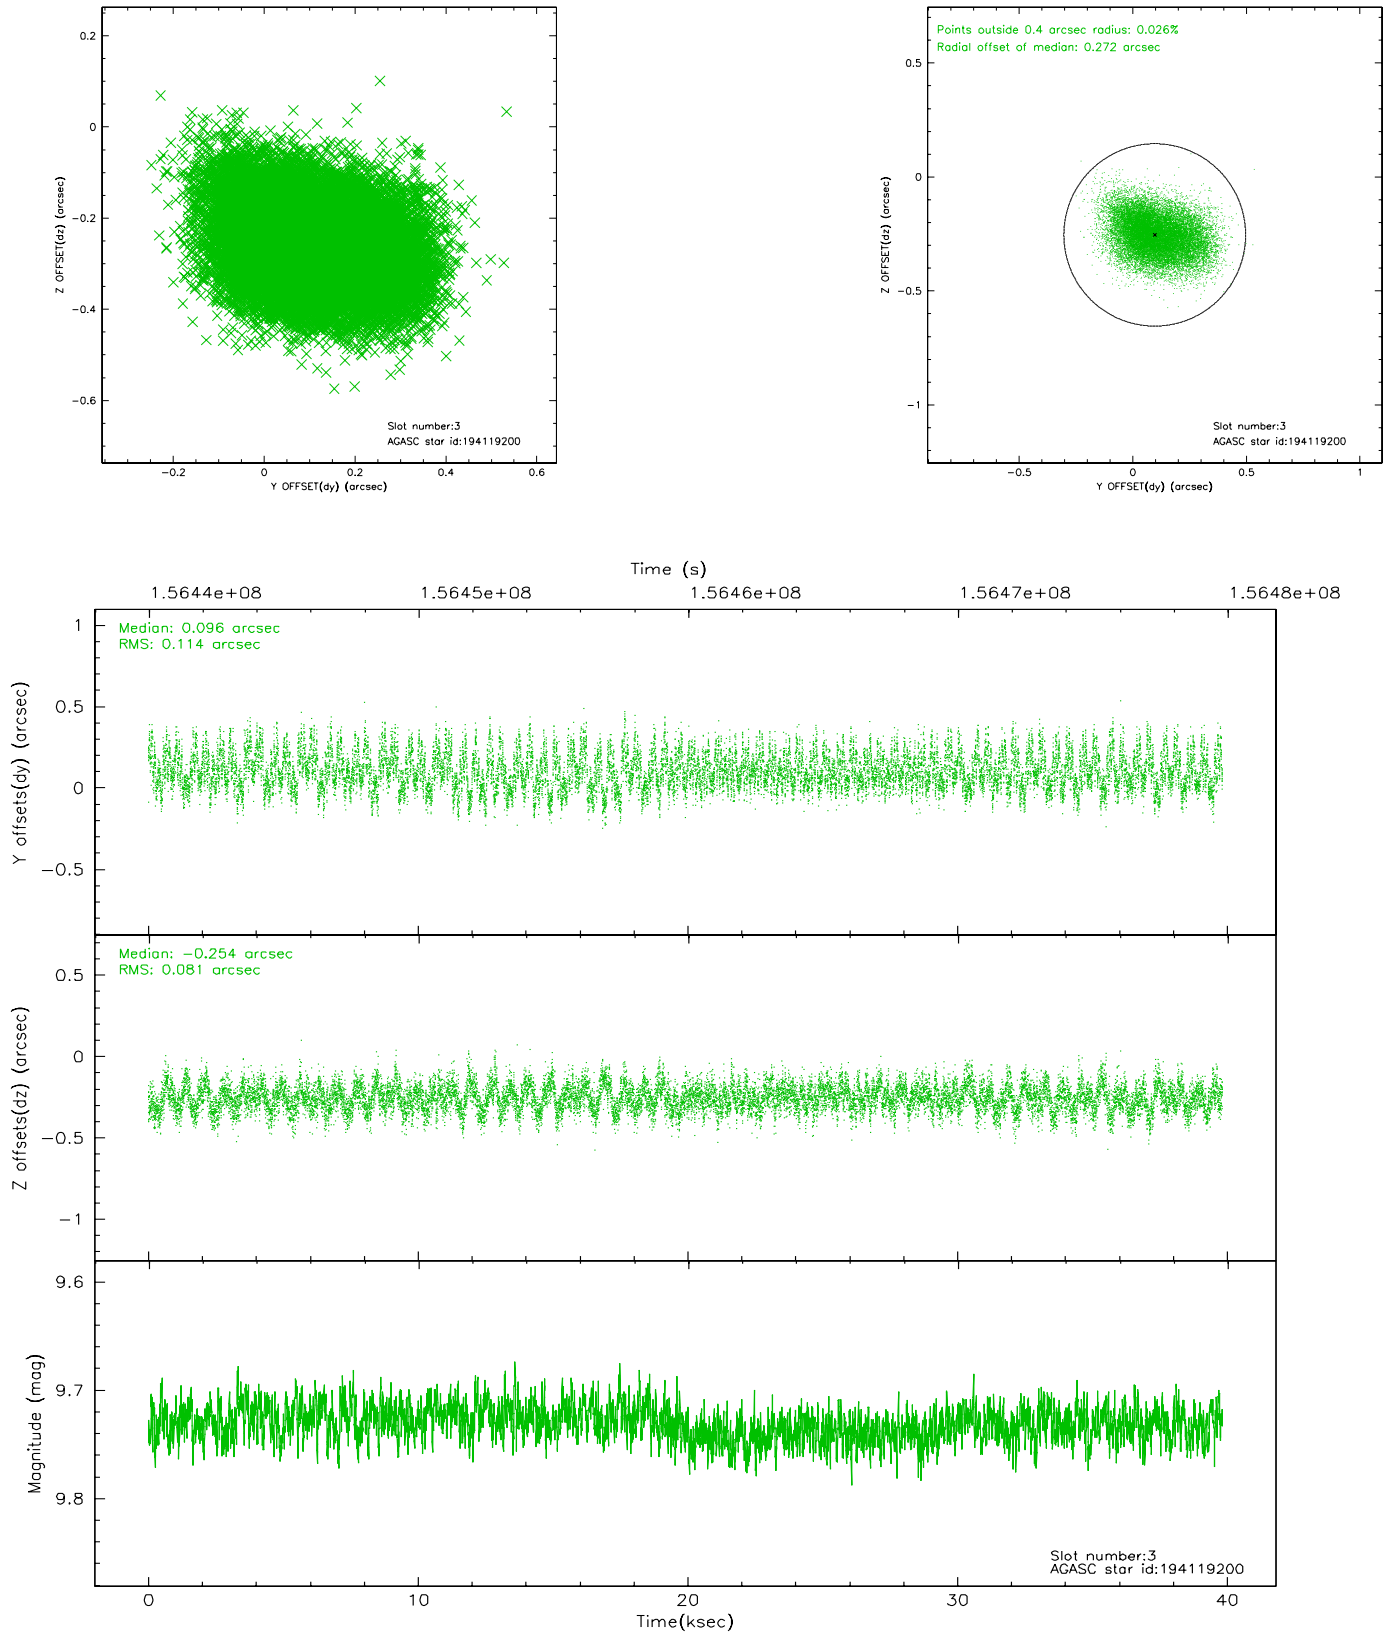 0.2
0
−0.2
−0.4
−0.6
Z OFFSET(dz) (arcsec)
Slot number:3
AGASC star id:194119200
−0.2 0 0.2 0.4 0.6
Y OFFSET(dy) (arcsec)
Points outside 0.4 arcsec radius: 0.026%
Radial offset of median: 0.272 arcsec
0.5
0
−0.5
−1
Z OFFSET(dz) (arcsec)
Slot number:3
AGASC star id:194119200
−0.5 0 0.5 1
Y OFFSET(dy) (arcsec)
Time (s)
1.5644e+08 1.5645e+08 1.5646e+08 1.5647e+08 1.5648e+08
Median: 0.096 arcsec
RMS: 0.114 arcsec
1
0.5
0
−0.5
Y offsets(dy) (arcsec)
Median: −0.254 arcsec
RMS: 0.081 arcsec
0.5
0
−0.5
−1
Z offsets(dz) (arcsec)
9.6
9.7
9.8
Magnitude (mag)
Slot number:3
AGASC star id:194119200
0 10 20 30 40
Time(ksec)